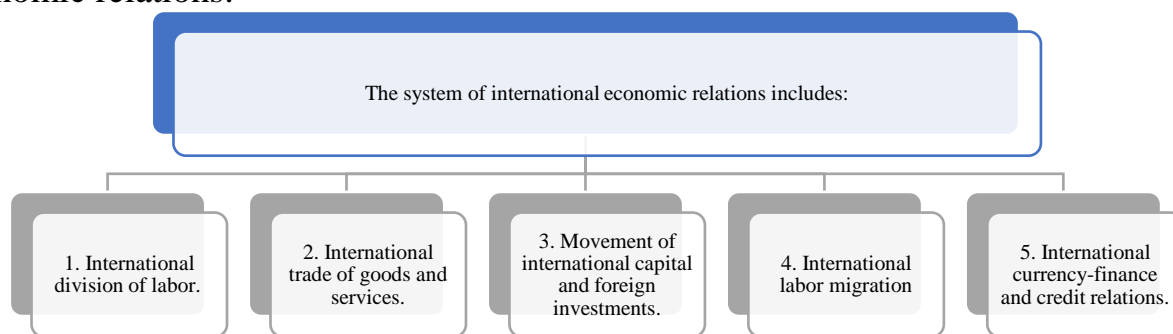 The system of international economic relations includes:
1. International
division of labor.
2. International
trade of goods and
services.
3. Movement of
international capital
and foreign
investments.
4. International
labor migration
5. International
currency-finance
and credit relations.